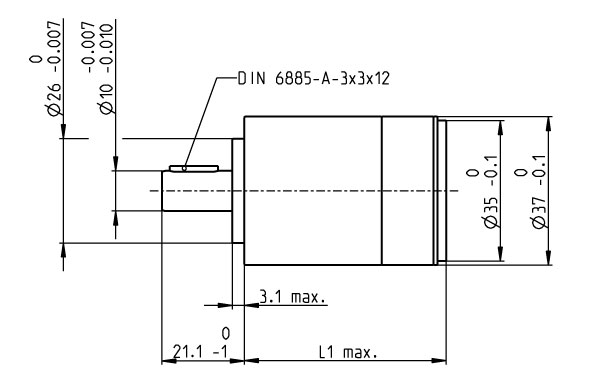 0
Ø26 -0.007
-0.007
Ø10 -0.010
DIN 6885-A-3x3x12
0
Ø35 -0.1
0
Ø37 -0.1
3.1 max.
0
21.1 -1
L1 max.